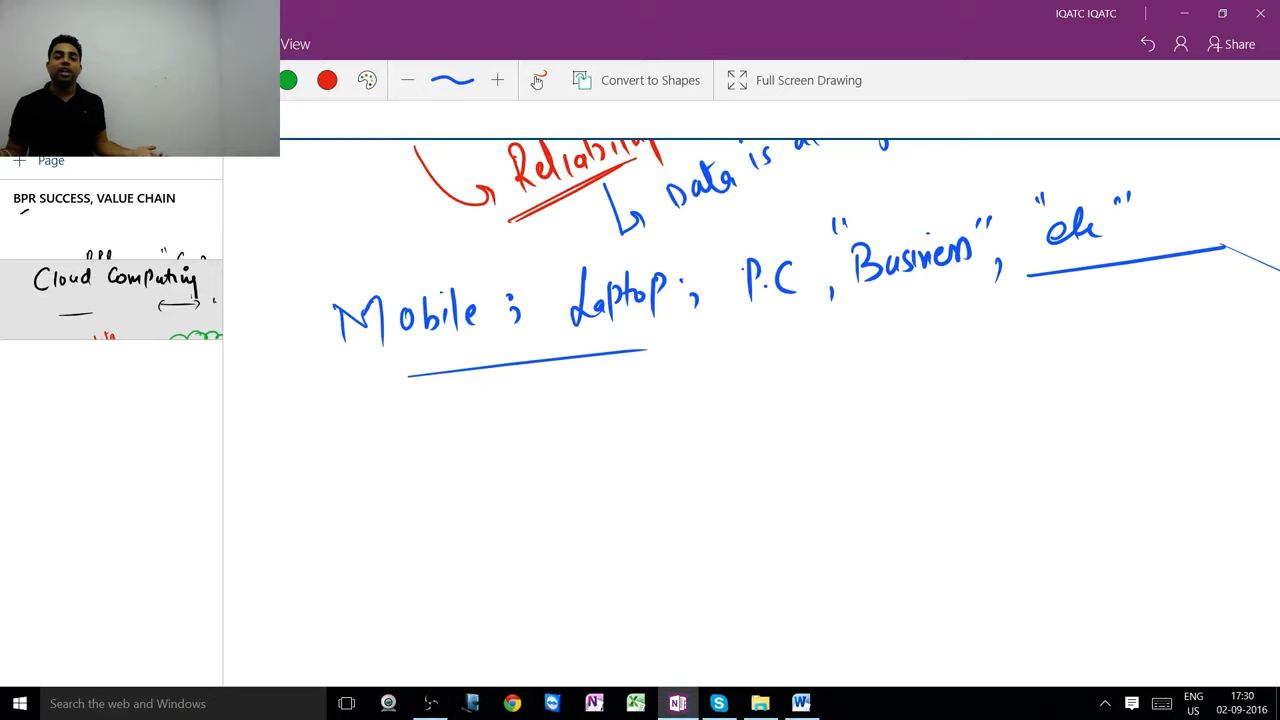 IQATC IQATC
View
Share
Convert to Shapes
Full Screen Drawing
Page
BPR SUCCESS, VALUE CHAIN
Cloud Computing
Reliability
Data is
Mobile ; Laptop ; P.C , "Business" , "etc"
Search the web and Windows
ENG
US
17:30
02-09-2016